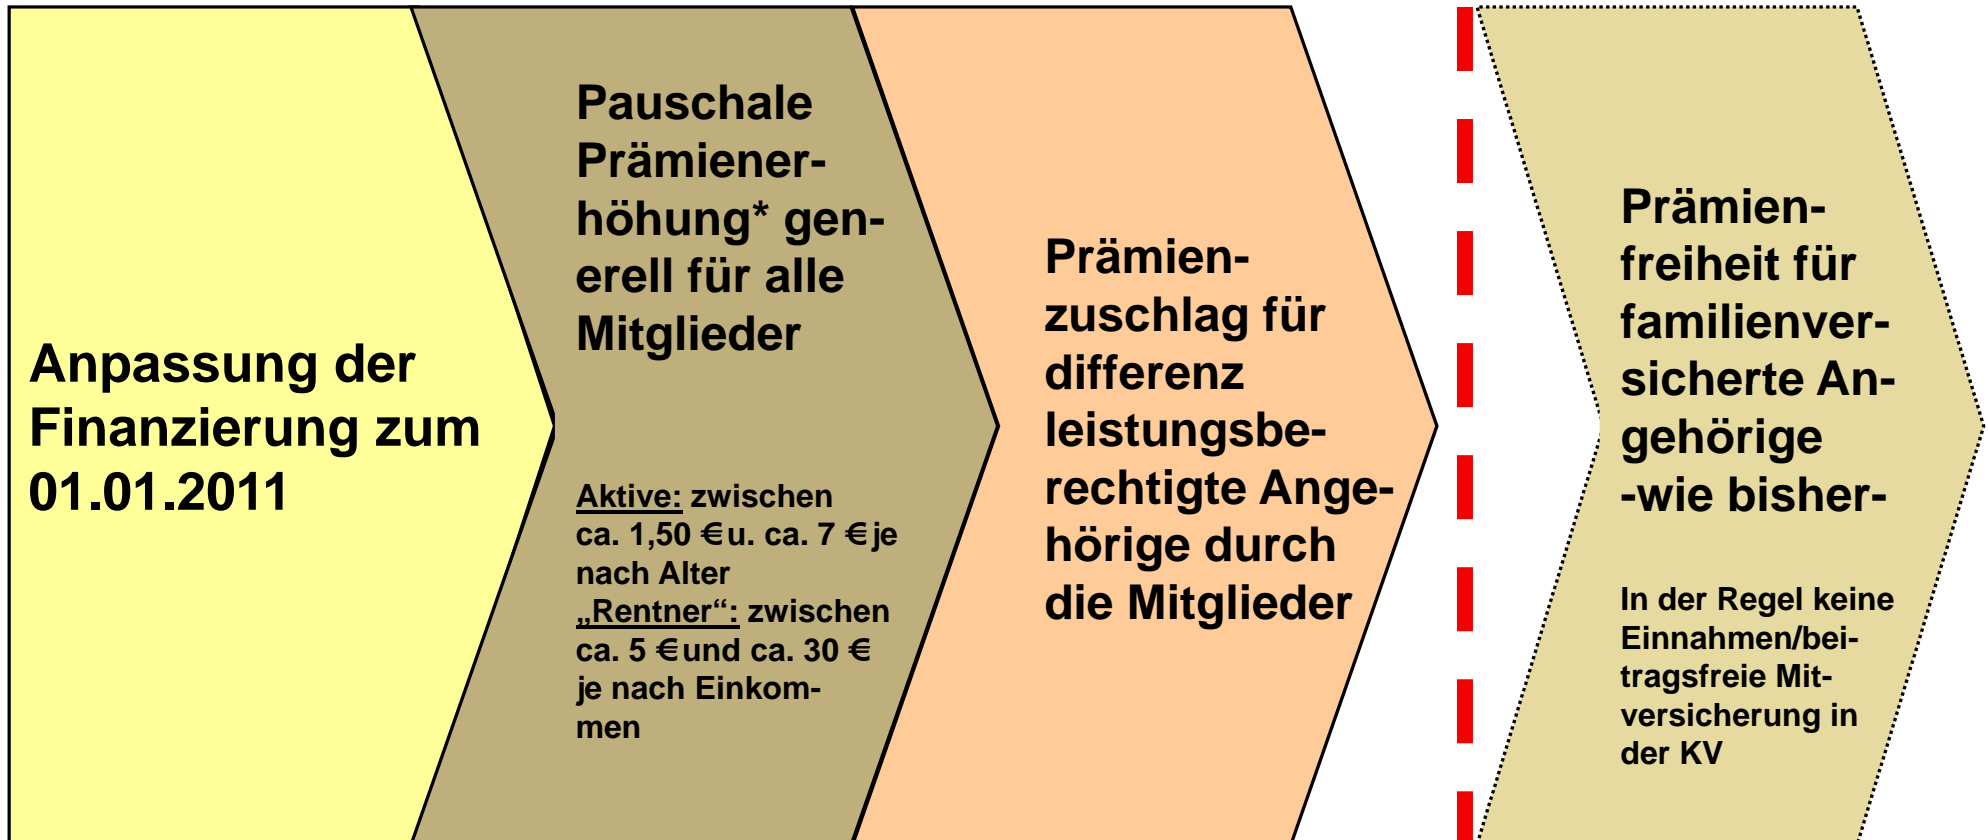 Anpassung der
Finanzierung zum
01.01.2011
Pauschale
Prämiener-
höhung* gen-
erell für alle
Mitglieder
Aktive: zwischen
ca. 1,50 € u. ca. 7 € je
nach Alter
„Rentner“: zwischen
ca. 5 € und ca. 30 €
je nach Einkom-
men
Prämien-
zuschlag für
differenz
leistungsbe-
rechtigte Ange-
hörige durch
die Mitglieder
Prämien-
freiheit für
familienver-
sicherte An-
gehörige
-wie bisher-
In der Regel keine
Einnahmen/bei-
tragsfreie Mit-
versicherung in
der KV